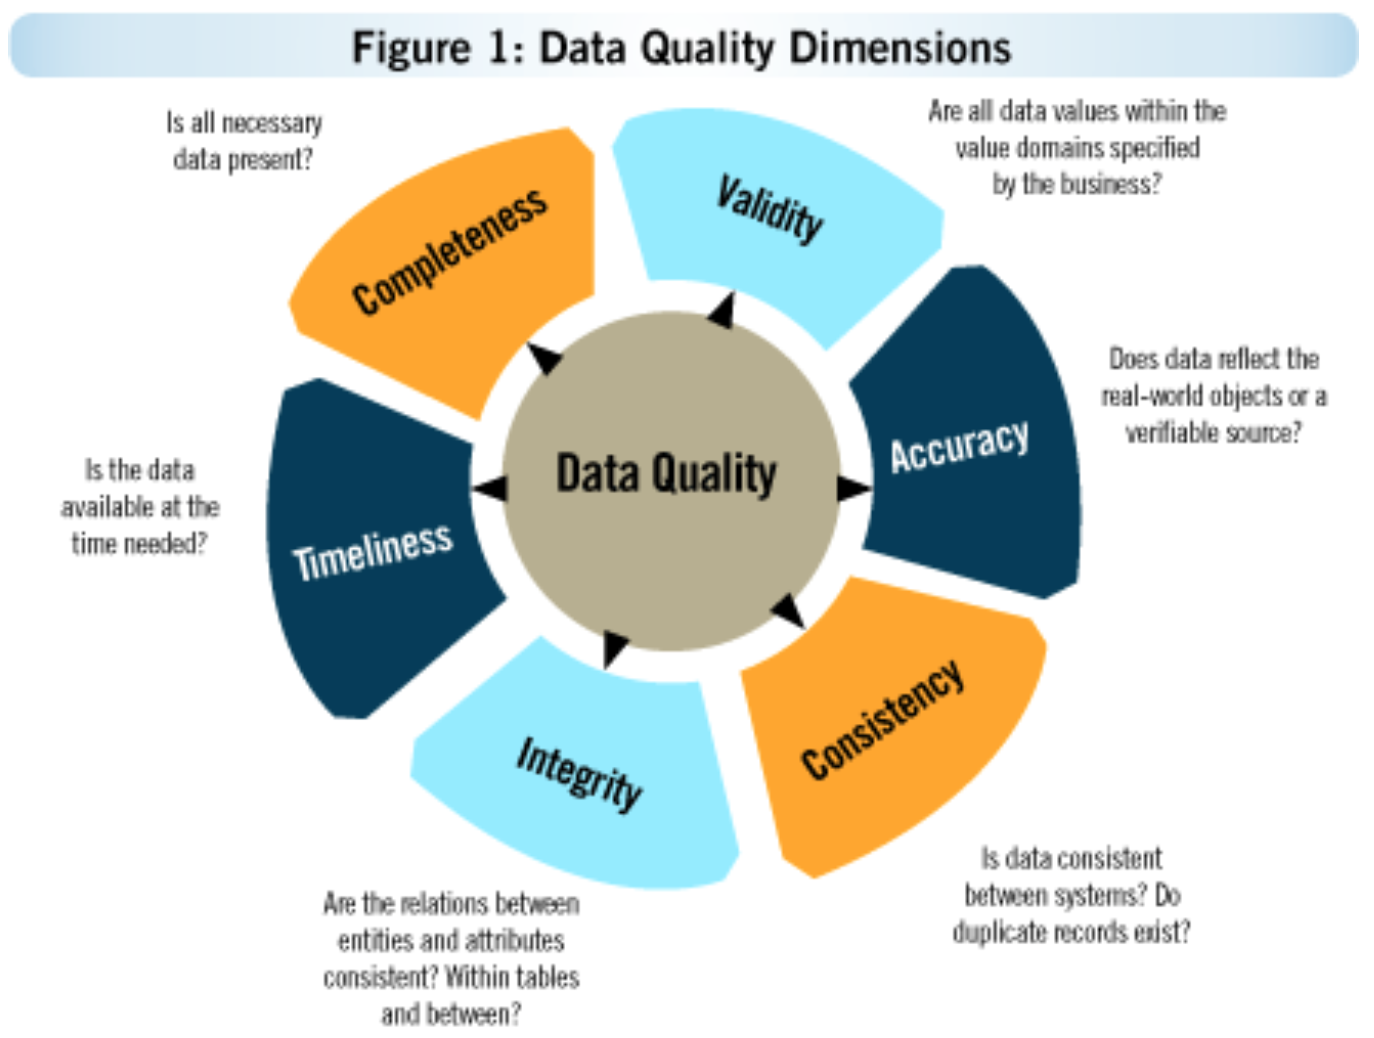 Figure 1: Data Quality Dimensions
Is all necessary
data present?
Completeness
Validity
Are all data values within the
value domains specified
by the business?
Accuracy
Does data reflect the
real-world objects or a
verifiable source?
Data Quality
Is the data
available at the
time needed?
Timeliness
Integrity
Are the relations between
entities and attributes
consistent? Within tables
and between?
Consistency
Is data consistent
between systems? Do
duplicate records exist?